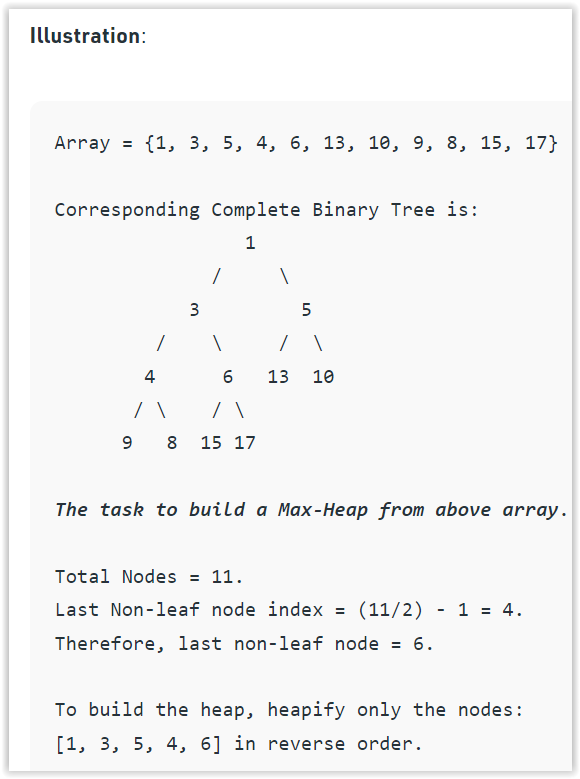 Illustration:
Array = {1, 3, 5, 4, 6, 13, 10, 9, 8, 15, 17}
Corresponding Complete Binary Tree is:
1
/ \
3 5
/ \ / \
4 6 13 10
/ \ / \
9 8 15 17
The task to build a Max-Heap from above array.
Total Nodes = 11.
Last Non-leaf node index = (11/2) - 1 = 4.
Therefore, last non-leaf node = 6.
To build the heap, heapify only the nodes:
[1, 3, 5, 4, 6] in reverse order.